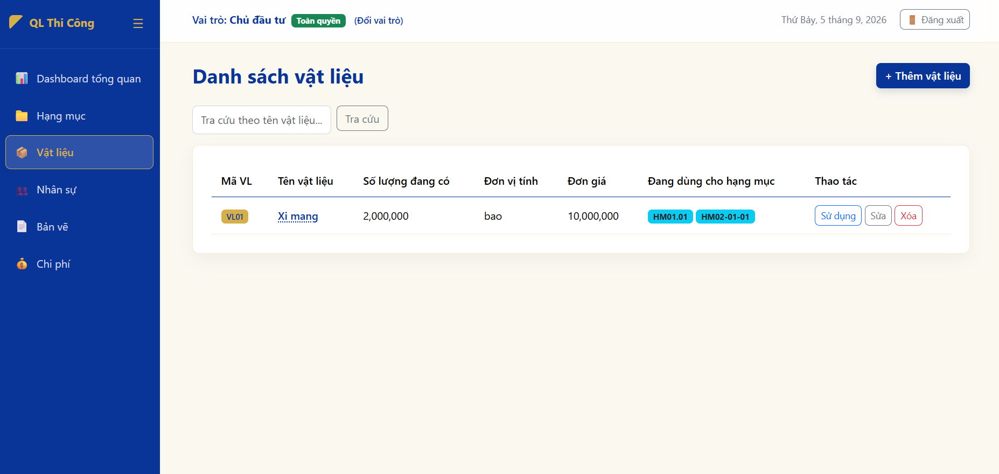 QL Thi Công ☰
Vai trò: Chủ đầu tư Toàn quyền (Đổi vai trò)
Thứ Bảy, 5 tháng 9, 2026 Đăng xuất
Dashboard tổng quan
Hạng mục
Vật liệu
Nhân sự
Bản vẽ
Chi phí
Danh sách vật liệu
+ Thêm vật liệu
Tra cứu theo tên vật liệu... Tra cứu
Mã VL Tên vật liệu Số lượng đang có Đơn vị tính Đơn giá Đang dùng cho hạng mục Thao tác
VL01 Xi mang 2,000,000 bao 10,000,000 HM01.01 HM02-01-01 Sử dụng Sửa Xóa